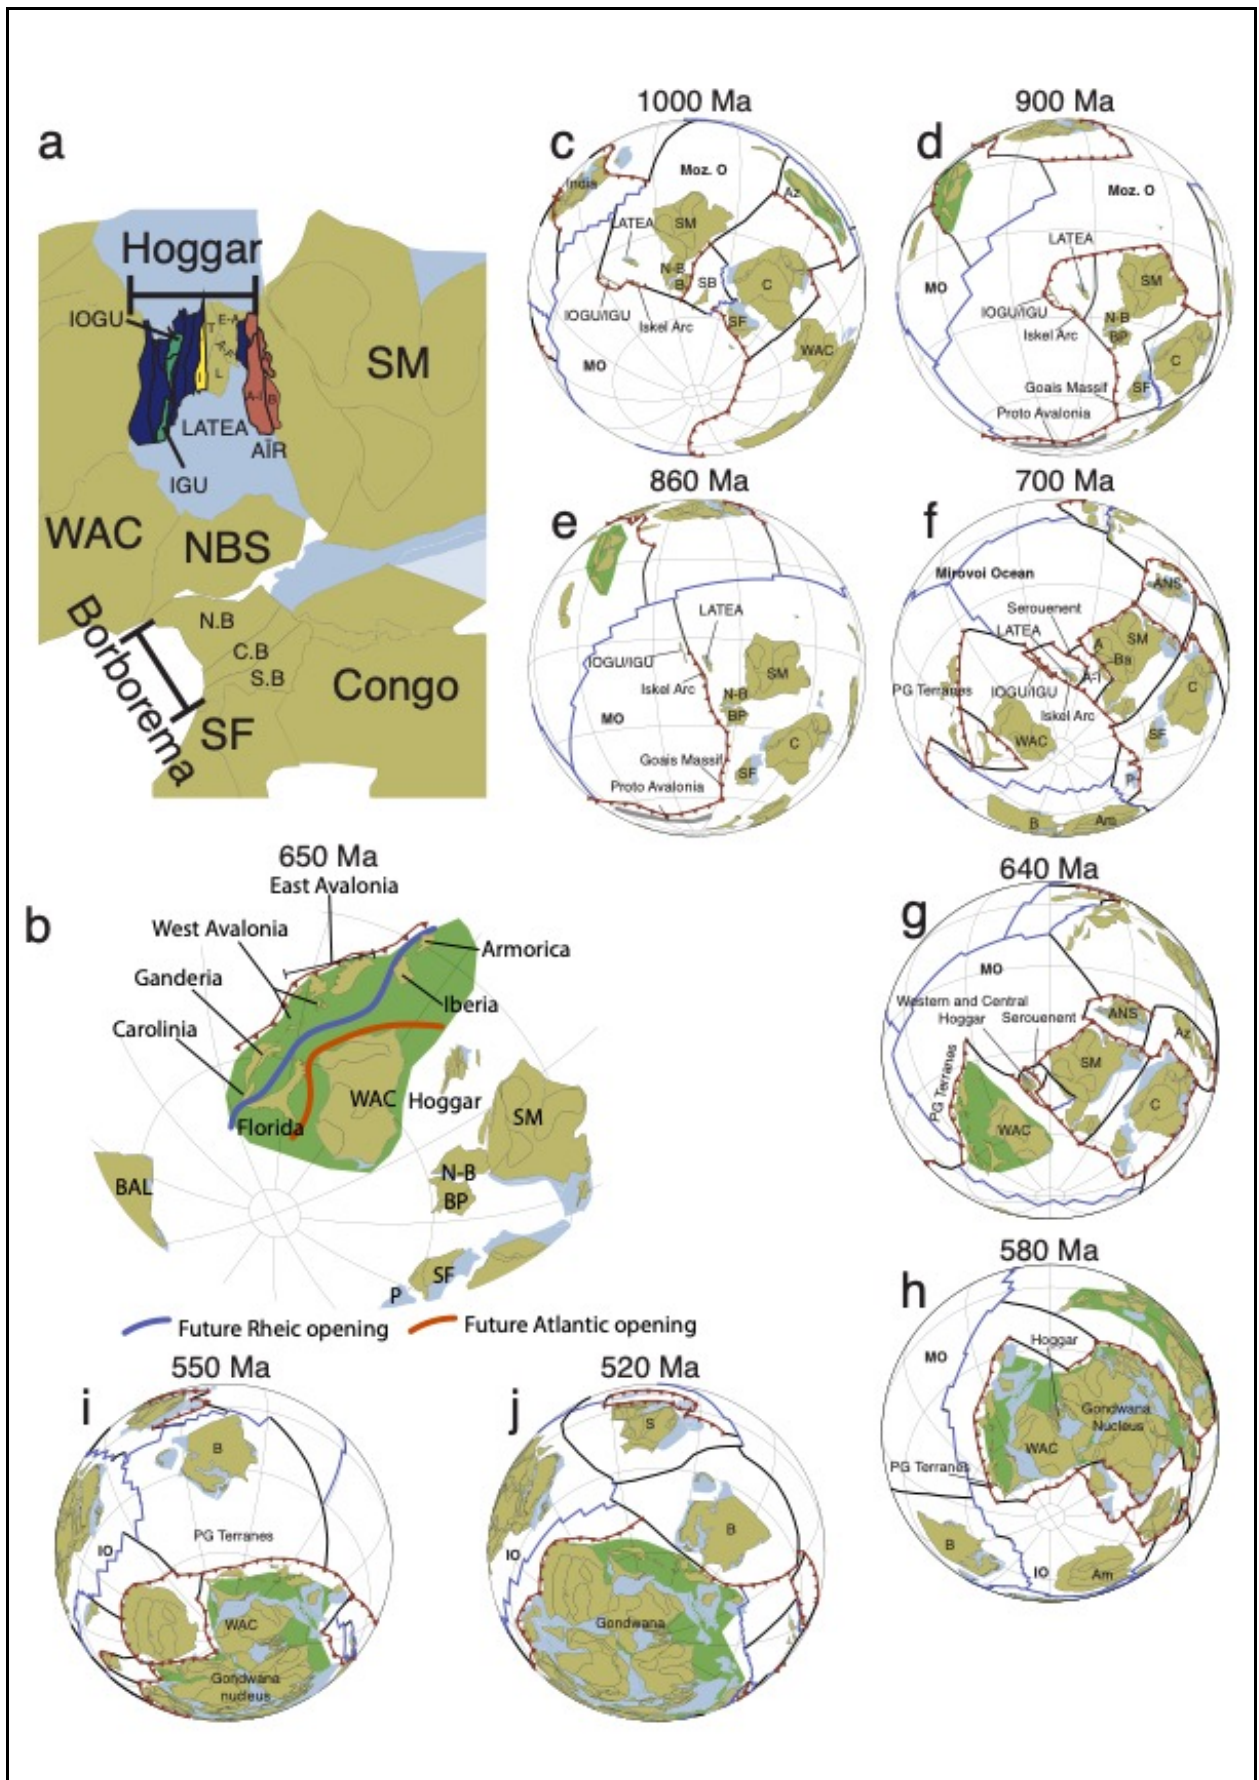 a
Hoggar
IOGU
T
E-A
A-F
L
I
A-I
B
SM
LATEA
AÏR
IGU
WAC
NBS
Borborema
N.B
C.B
S.B
SF
Congo
1000 Ma
c
India
Moz. O
Az
LATEA
SM
N-B
B
SB
C
IOGU/IGU
Iskel Arc
SF
WAC
MO
900 Ma
d
Moz. O
LATEA
MO
SM
IOGU/IGU
N-B
Iskel Arc
BP
C
Goais Massif
SF
Proto Avalonia
860 Ma
e
LATEA
IOGU/IGU
SM
Iskel Arc
N-B
MO
BP
C
Goais Massif
SF
Proto Avalonia
700 Ma
f
Mirovoi Ocean
ANS
Serouenent
LATEA
A
SM
Ba
PG Terranes
A-I
C
IOGU/IGU
Iskel Arc
WAC
SF
P
B
Am
650 Ma
b
East Avalonia
West Avalonia
Armorica
Ganderia
Iberia
Carolinia
WAC
Hoggar
SM
Florida
BAL
N-B
BP
SF
P
Future Rheic opening
Future Atlantic opening
640 Ma
g
MO
Western and Central
Hoggar
Serouenent
ANS
Az
SM
PG Terranes
C
WAC
580 Ma
h
MO
Hoggar
Gondwana
Nucleus
WAC
PG Terranes
B
IO
Am
550 Ma
i
B
PG Terranes
IO
WAC
Gondwana
nucleus
520 Ma
j
S
B
IO
Gondwana